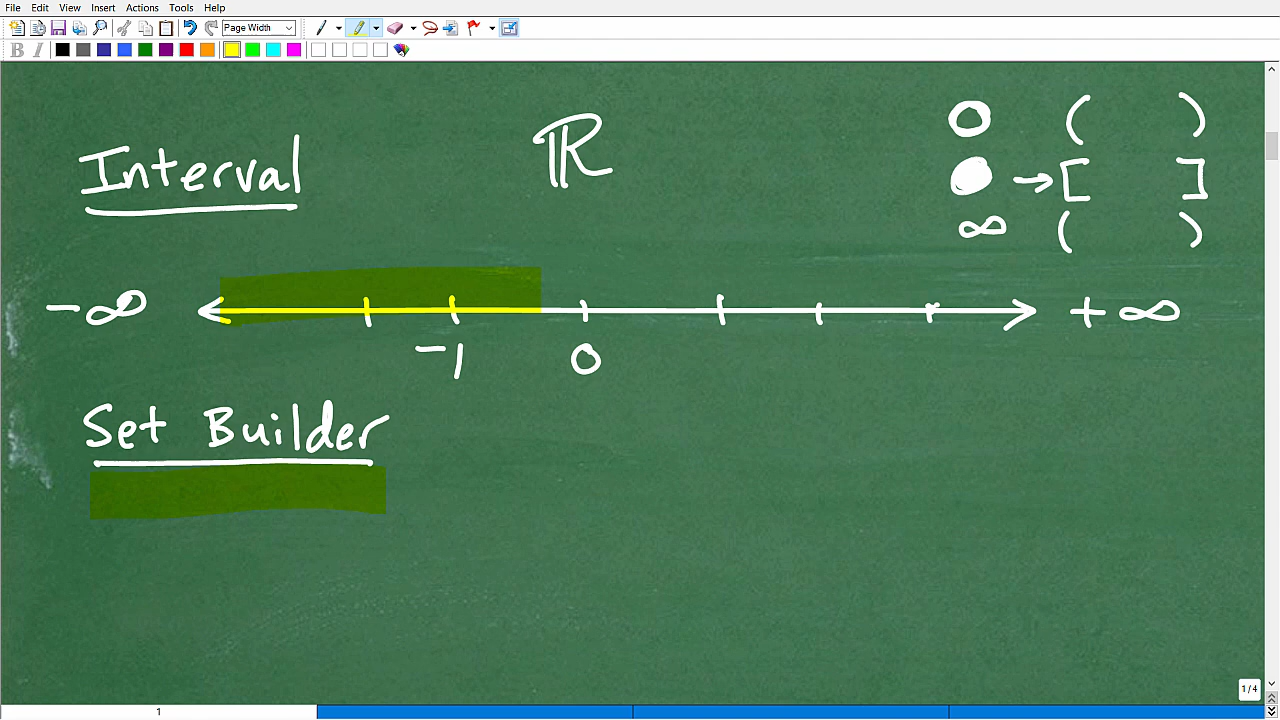 File Edit View Insert Actions Tools Help
Page Width
B I
Interval
ℝ
○ ( )
● → [ ]
∞ ( )
-∞ +∞
-1 0
Set Builder
1/4
1